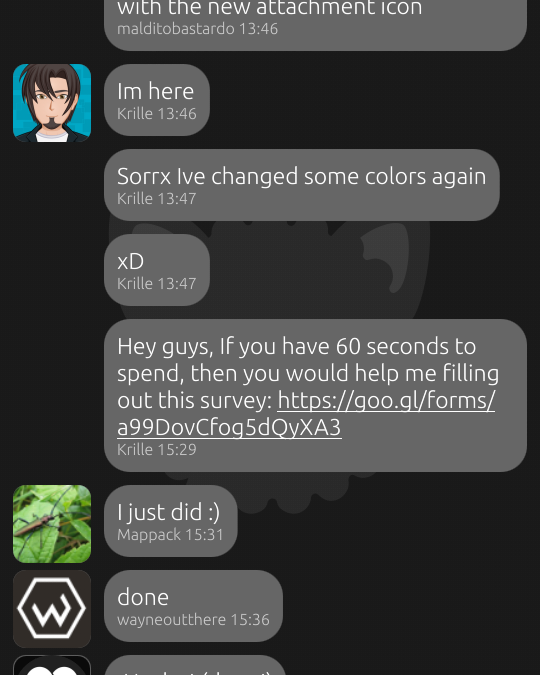 with the new attachment icon
malditobastardo 13:46
Im here
Krille 13:46
Sorrx Ive changed some colors again
Krille 13:47
xD
Krille 13:47
Hey guys, If you have 60 seconds to
spend, then you would help me filling
out this survey: https://goo.gl/forms/
a99DovCfog5dQyXA3
Krille 15:29
I just did :)
Mappack 15:31
W
done
wayneoutthere 15:36